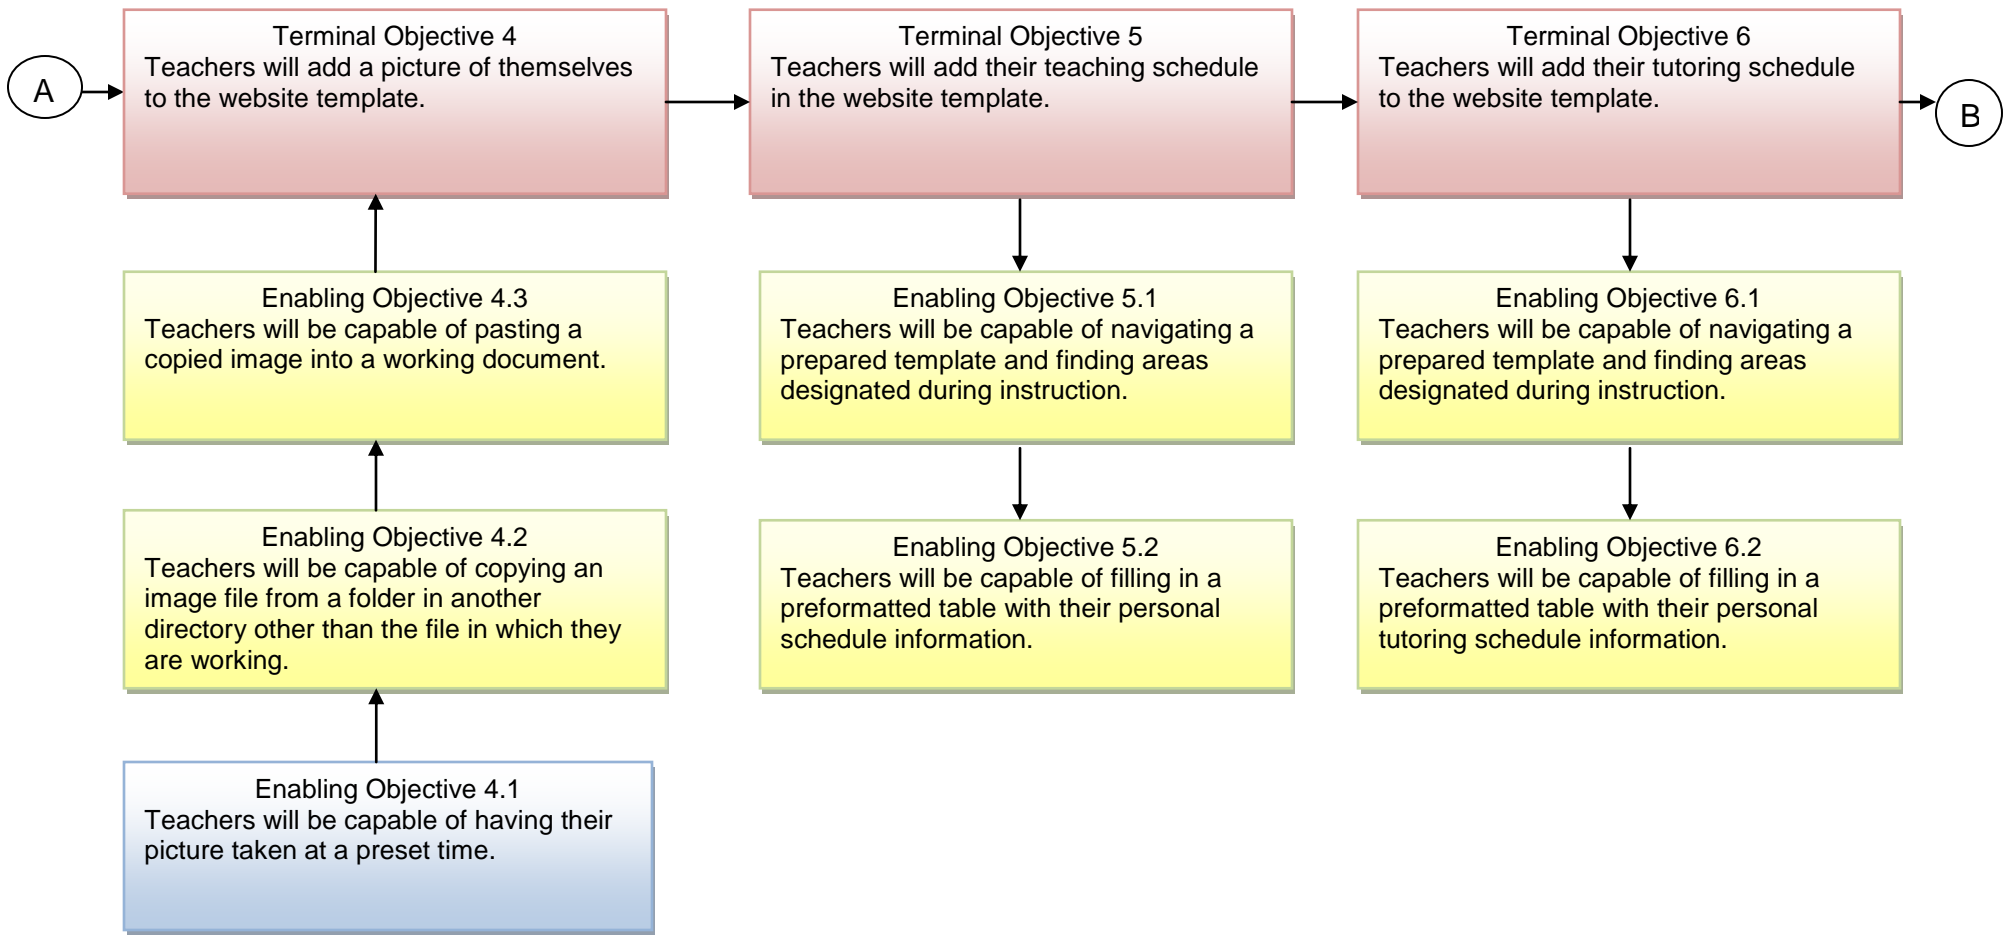 A
Terminal Objective 4
Teachers will add a picture of themselves
to the website template.
Terminal Objective 5
Teachers will add their teaching schedule
in the website template.
Terminal Objective 6
Teachers will add their tutoring schedule
to the website template.
B
Enabling Objective 4.3
Teachers will be capable of pasting a
copied image into a working document.
Enabling Objective 5.1
Teachers will be capable of navigating a
prepared template and finding areas
designated during instruction.
Enabling Objective 6.1
Teachers will be capable of navigating a
prepared template and finding areas
designated during instruction.
Enabling Objective 4.2
Teachers will be capable of copying an
image file from a folder in another
directory other than the file in which they
are working.
Enabling Objective 5.2
Teachers will be capable of filling in a
preformatted table with their personal
schedule information.
Enabling Objective 6.2
Teachers will be capable of filling in a
preformatted table with their personal
tutoring schedule information.
Enabling Objective 4.1
Teachers will be capable of having their
picture taken at a preset time.